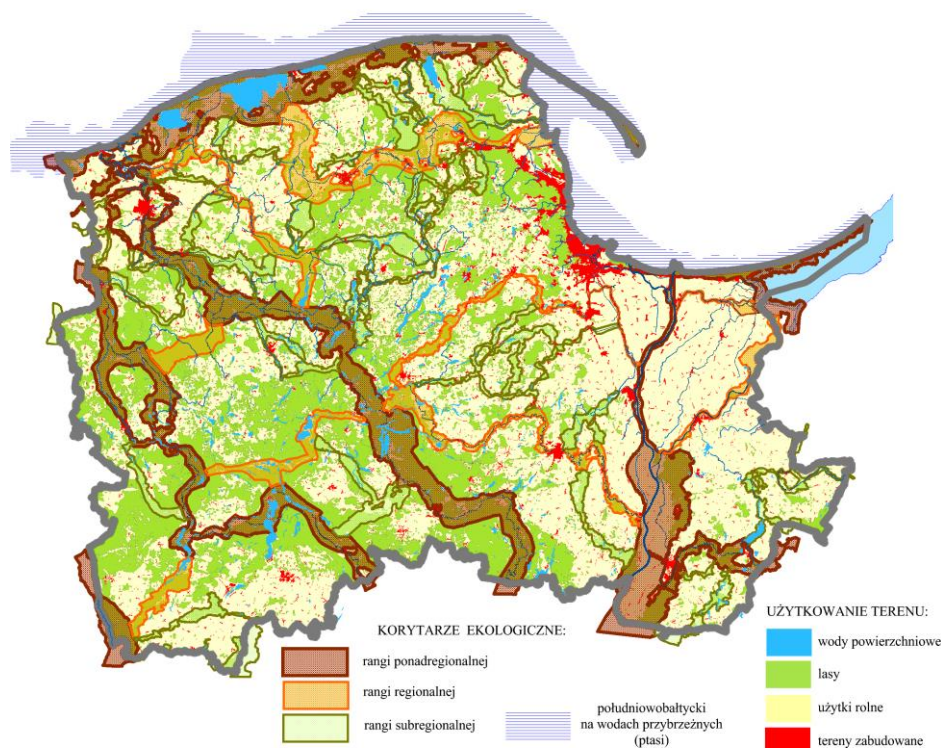 KORYTARZE EKOLOGICZNE:
rangi ponadregionalnej
rangi regionalnej
rangi subregionalnej
południowobałtycki
na wodach przybrzeżnych
(ptasi)
UŻYTKOWANIE TERENU:
wody powierzchniowe
lasy
użytki rolne
tereny zabudowane